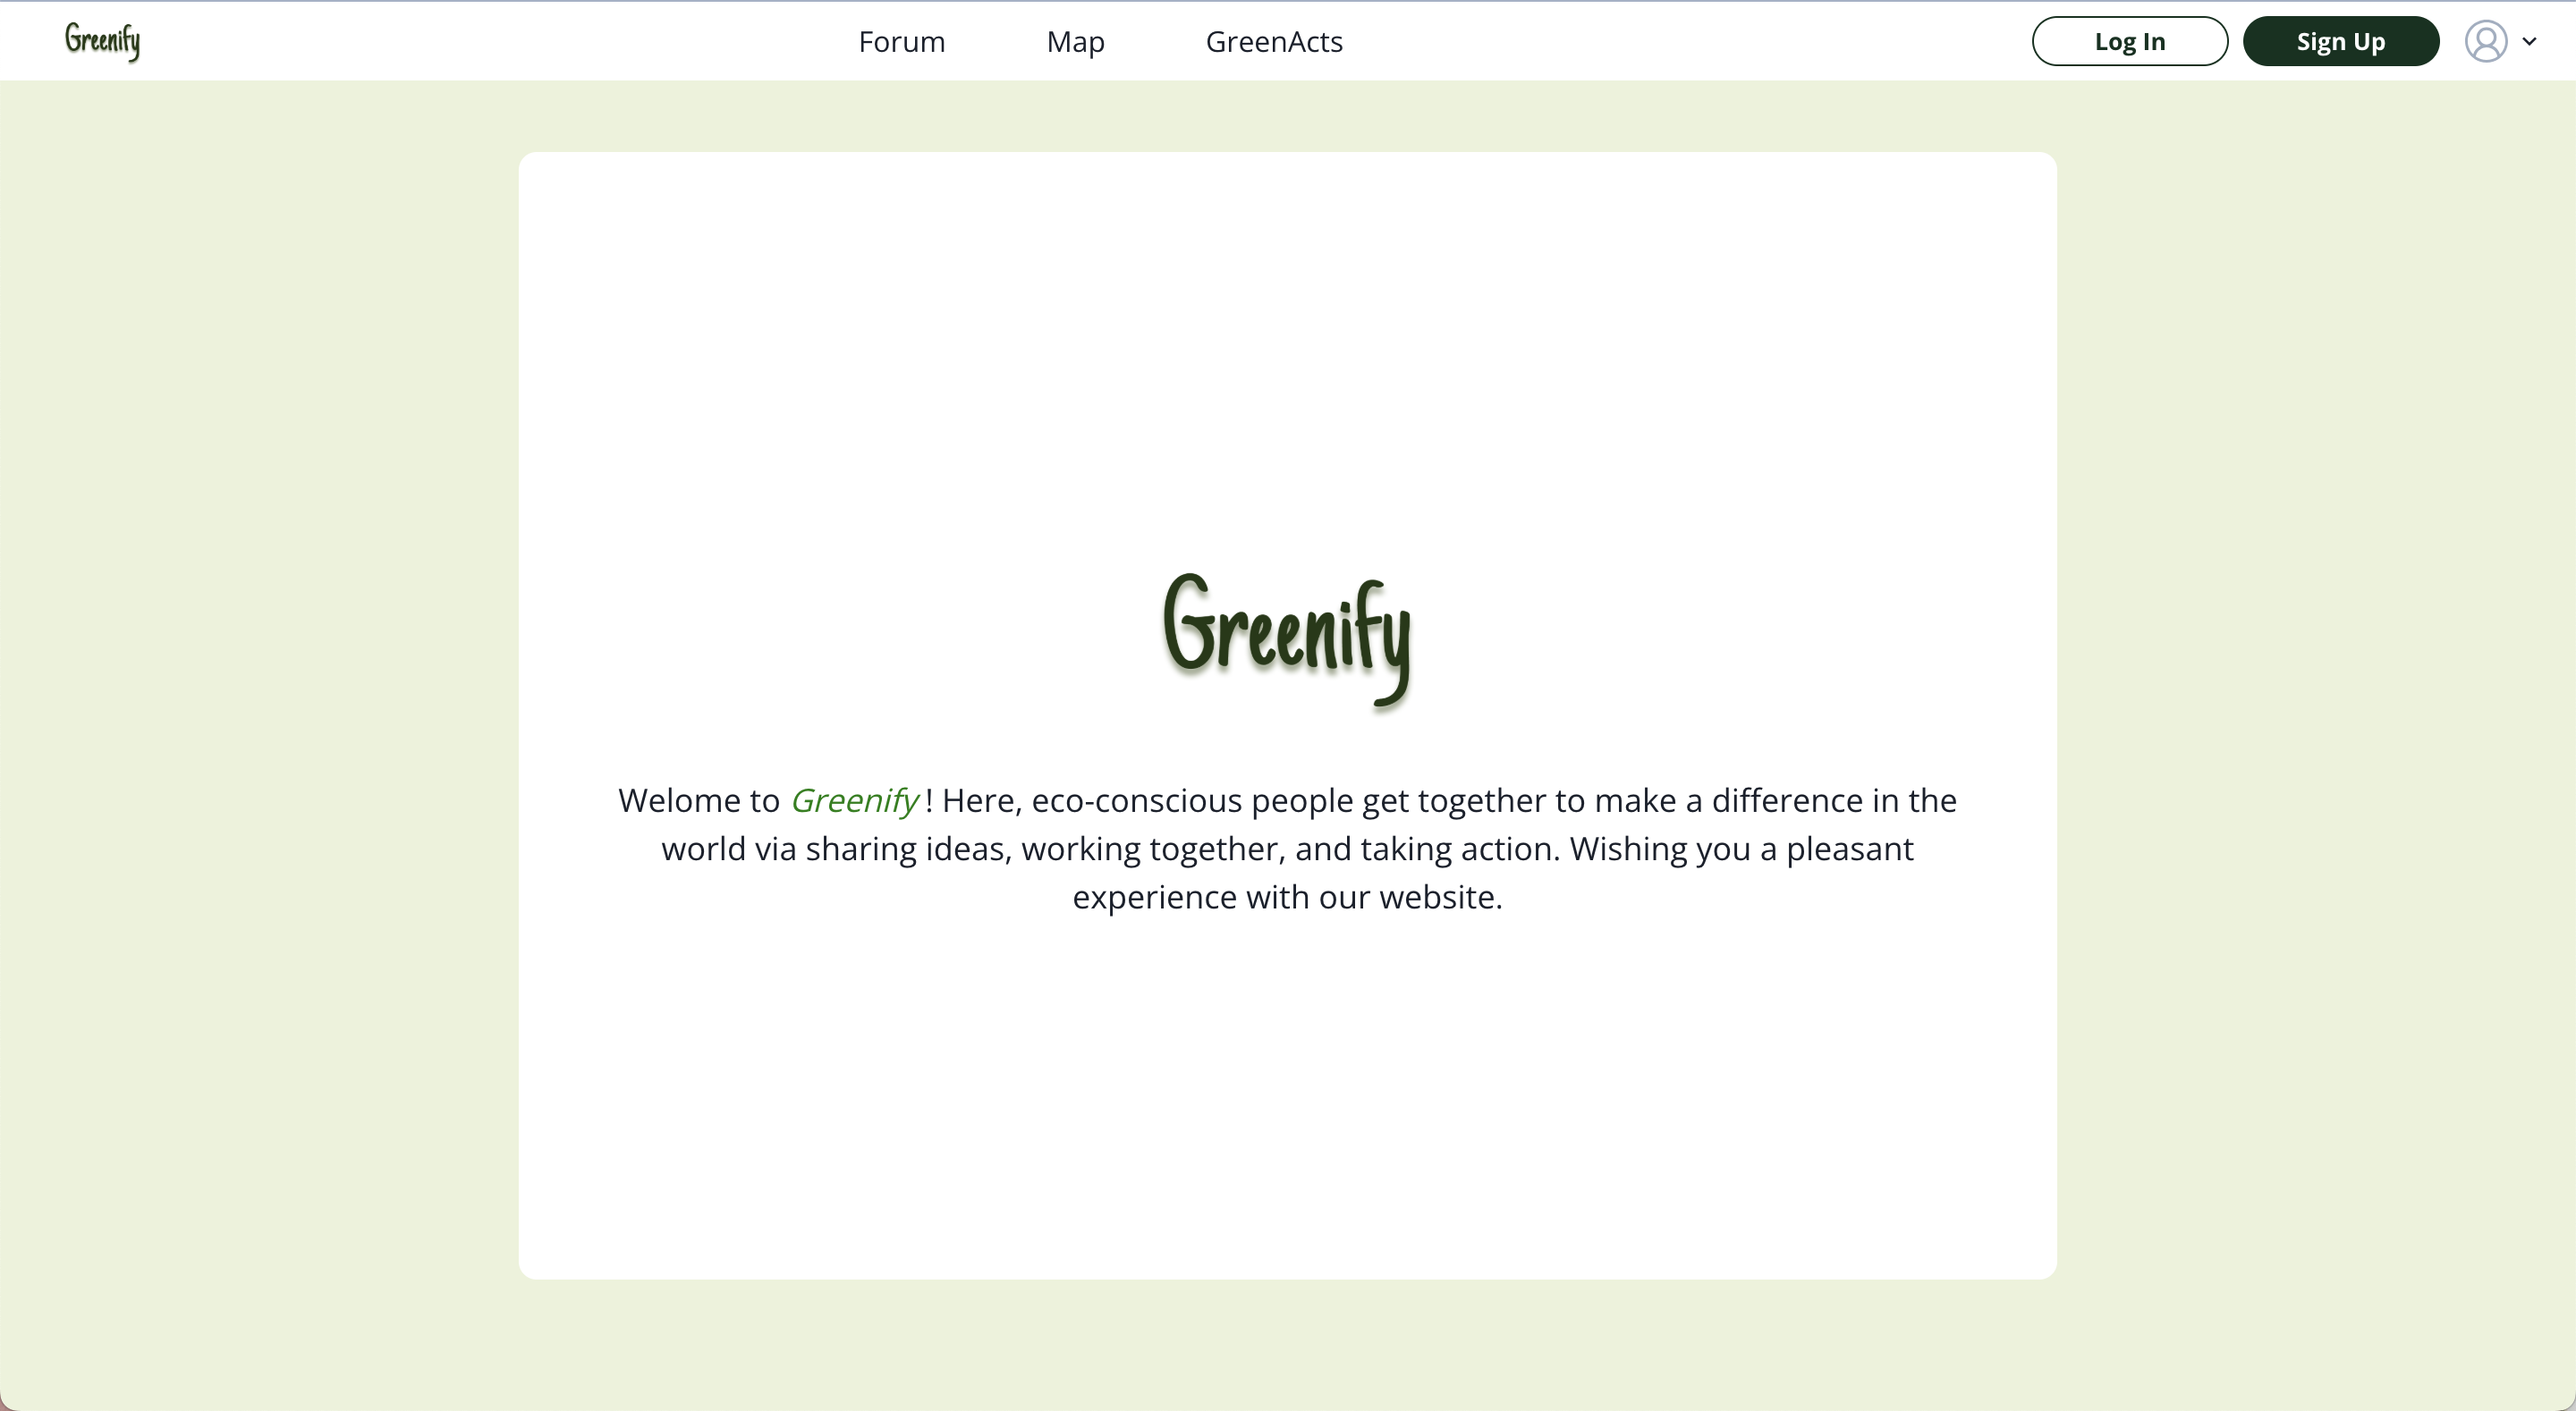 Greenify
Forum
Map
GreenActs
Log In
Sign Up
Greenify
Welome to Greenify ! Here, eco-conscious people get together to make a difference in the
world via sharing ideas, working together, and taking action. Wishing you a pleasant
experience with our website.